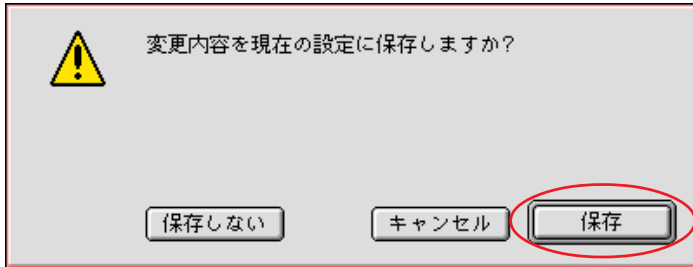 変更内容を現在の設定に保存しますか?
保存しない
キャンセル
保存